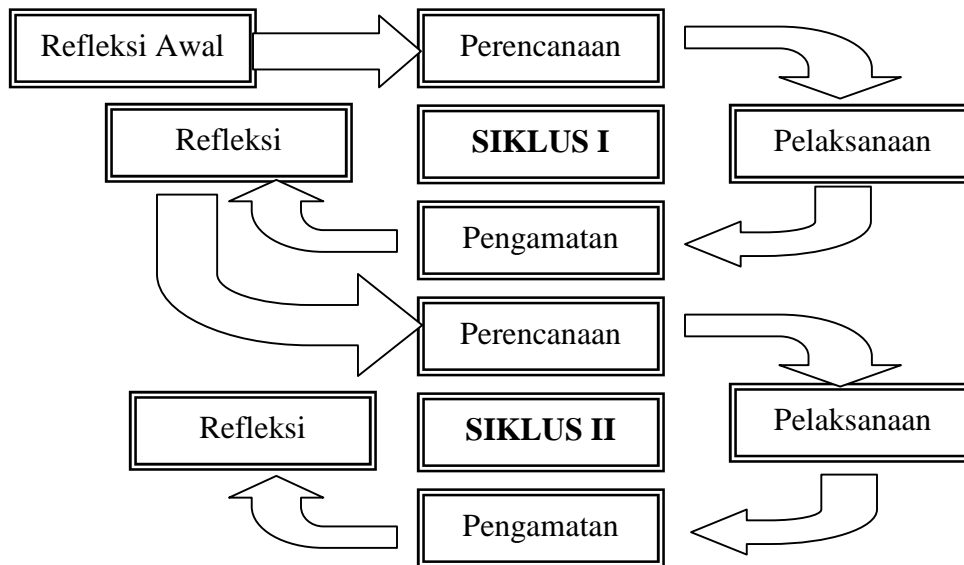 Refleksi Awal
Perencanaan
Refleksi
SIKLUS I
Pelaksanaan
Pengamatan
Perencanaan
Refleksi
SIKLUS II
Pelaksanaan
Pengamatan